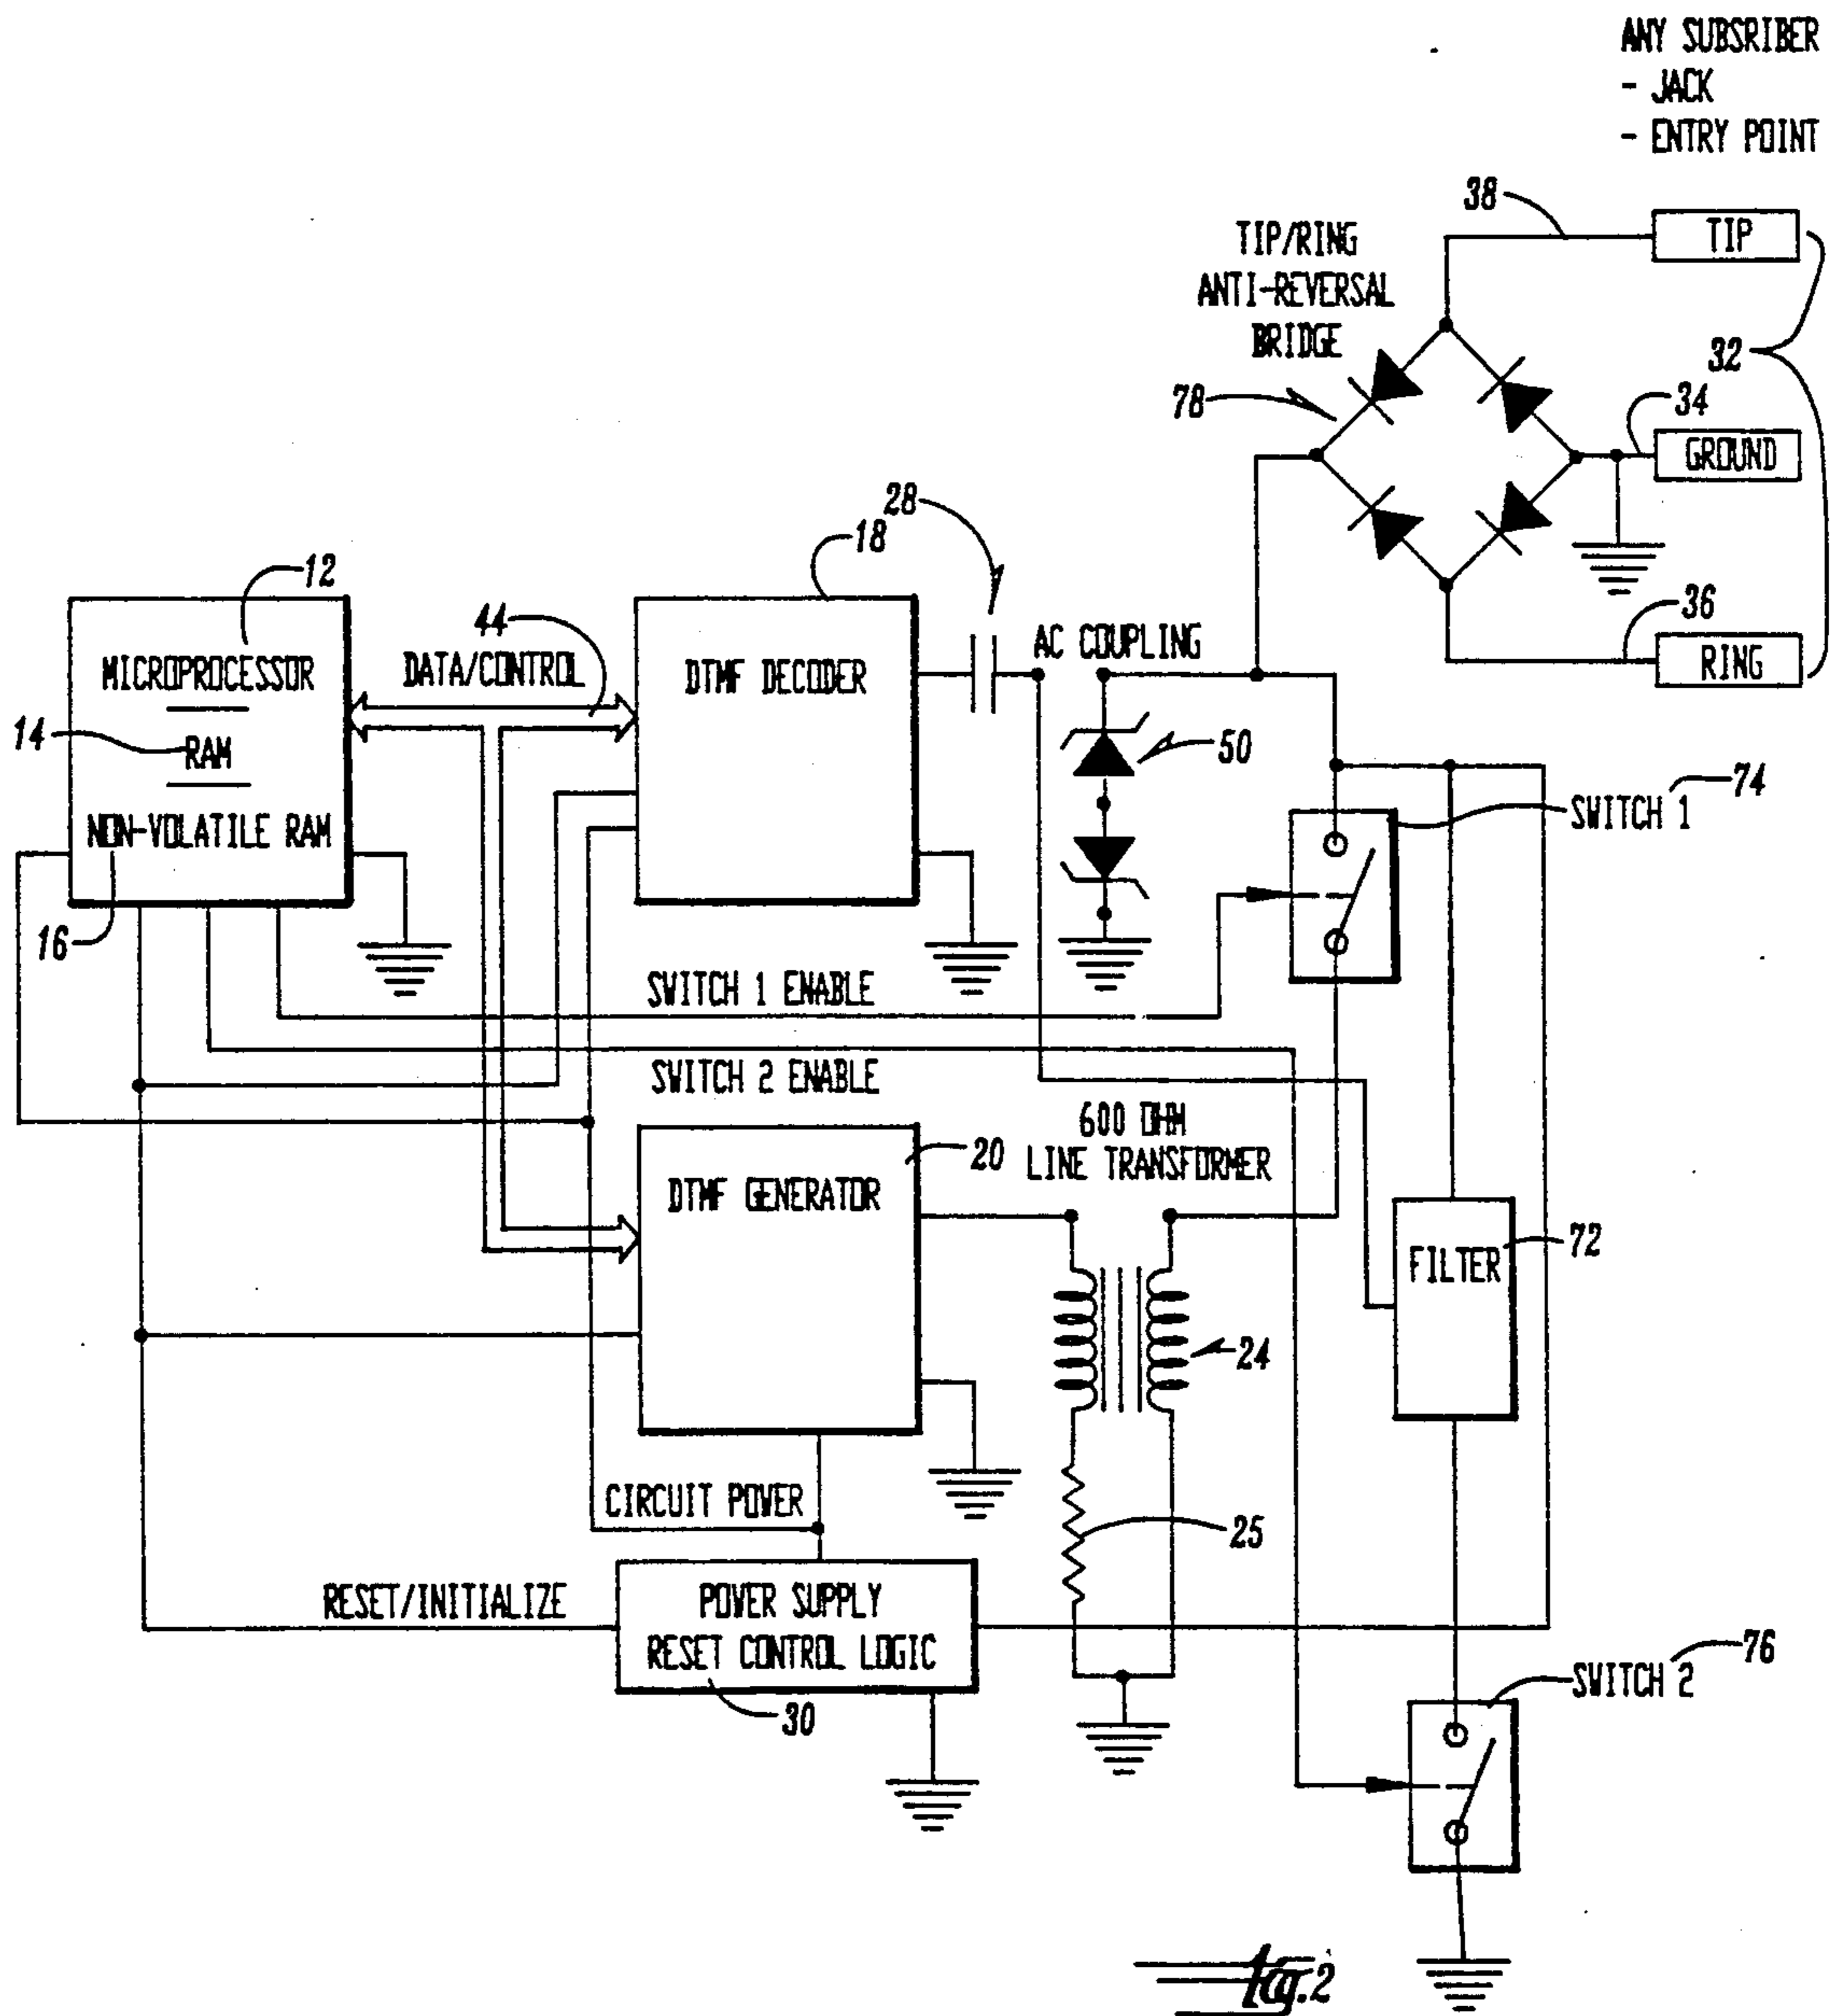 ANY SUBSRIBER
- JACK
- ENTRY POINT
38
TIP
TIP/RING
ANTI-REVERSAL
BRIDGE
32
78
34
GROUND
28
18
12
36
44
AC COUPLING
RING
MICROPROCESSOR
DATA/CONTROL
DTMF DECODER
14
RAM
50
74
SWITCH 1
NON-VOLATILE RAM
16
SWITCH 1 ENABLE
SWITCH 2 ENABLE
600 OHM
LINE TRANSFORMER
20
DTMF GENERATOR
72
FILTER
24
CIRCUIT POWER
25
RESET/INITIALIZE
POWER SUPPLY
RESET CONTROL LOGIC
76
SWITCH 2
30
Fig. 2